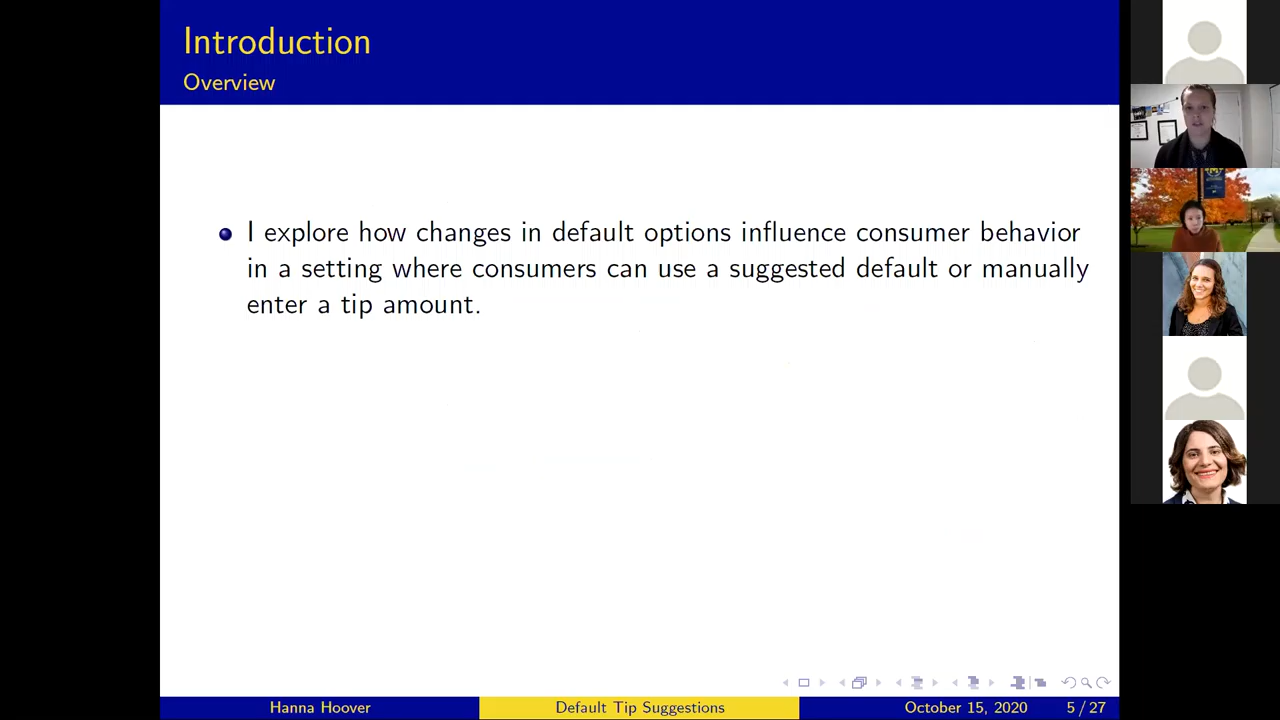 Introduction
Overview
I explore how changes in default options influence consumer behavior
in a setting where consumers can use a suggested default or manually
enter a tip amount.
Hanna Hoover
Default Tip Suggestions
October 15, 2020
5 / 27